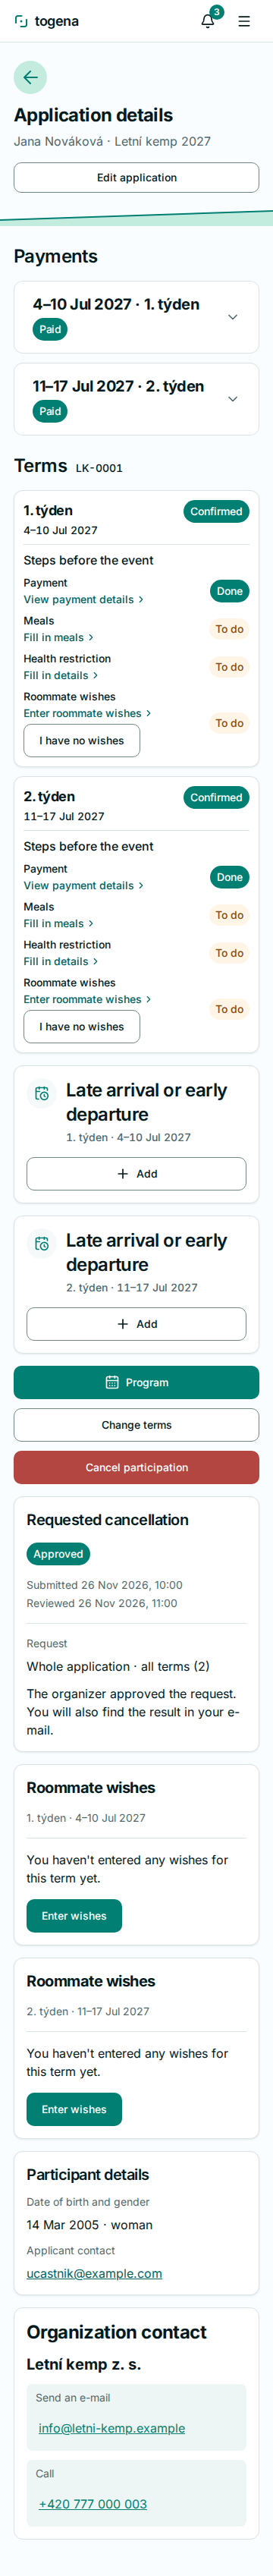 togena
3
Application details
Jana Nováková · Letní kemp 2027
Edit application
Payments
4–10 Jul 2027 · 1. týden
Paid
11–17 Jul 2027 · 2. týden
Paid
Terms LK-0001
1. týden
Confirmed
4–10 Jul 2027
Steps before the event
Payment
View payment details
Done
Meals
Fill in meals
To do
Health restriction
Fill in details
To do
Roommate wishes
Enter roommate wishes
To do
I have no wishes
2. týden
Confirmed
11–17 Jul 2027
Steps before the event
Payment
View payment details
Done
Meals
Fill in meals
To do
Health restriction
Fill in details
To do
Roommate wishes
Enter roommate wishes
To do
I have no wishes
Late arrival or early
departure
1. týden · 4–10 Jul 2027
Add
Late arrival or early
departure
2. týden · 11–17 Jul 2027
Add
Program
Change terms
Cancel participation
Requested cancellation
Approved
Submitted 26 Nov 2026, 10:00
Reviewed 26 Nov 2026, 11:00
Request
Whole application · all terms (2)
The organizer approved the request.
You will also find the result in your e-
mail.
Roommate wishes
1. týden · 4–10 Jul 2027
You haven't entered any wishes for
this term yet.
Enter wishes
Roommate wishes
2. týden · 11–17 Jul 2027
You haven't entered any wishes for
this term yet.
Enter wishes
Participant details
Date of birth and gender
14 Mar 2005 · woman
Applicant contact
ucastnik@example.com
Organization contact
Letní kemp z. s.
Send an e-mail
info@letni-kemp.example
Call
+420 777 000 003